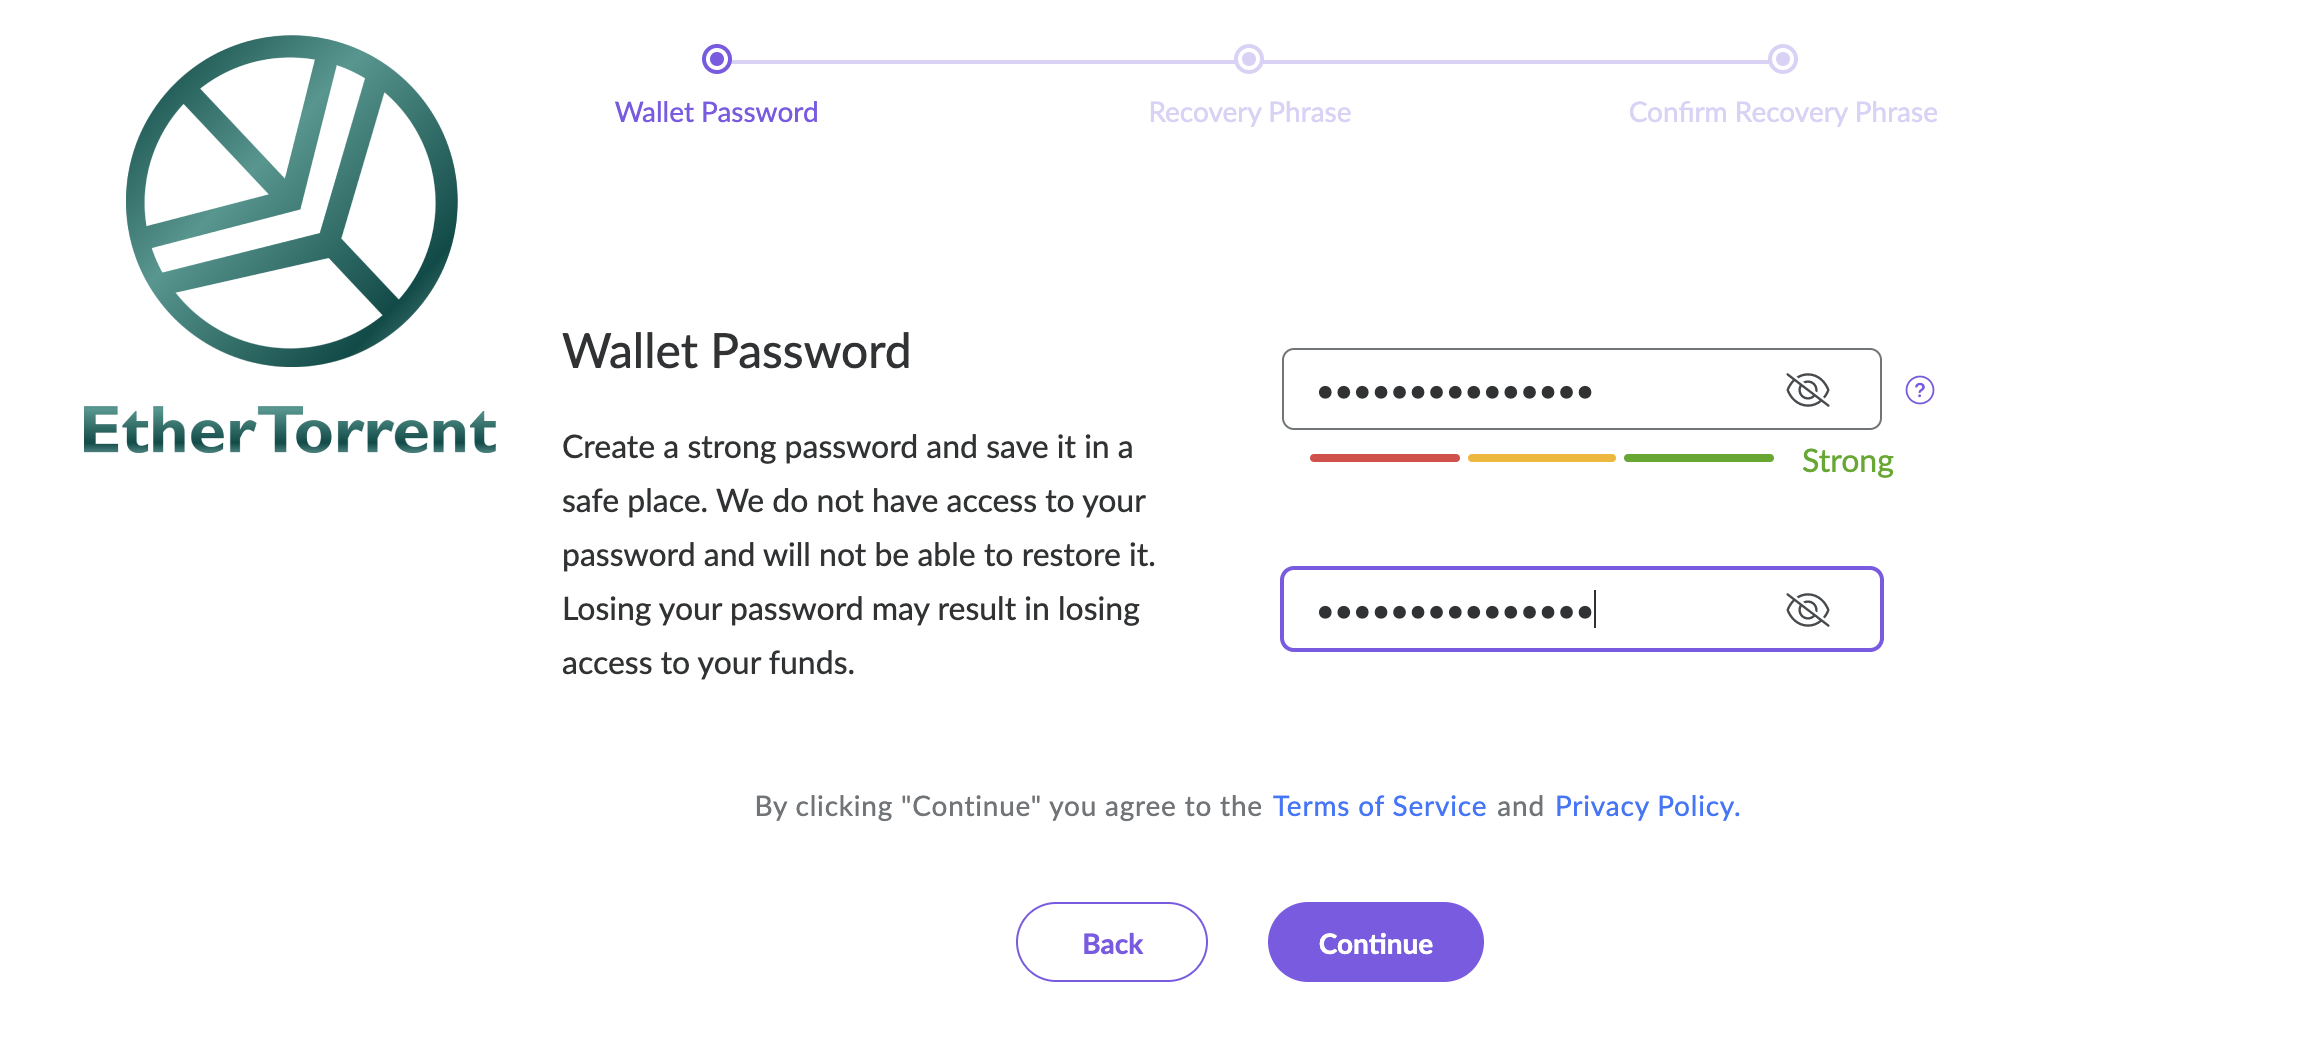 Wallet Password
Recovery Phrase
Confirm Recovery Phrase
EtherTorrent
Wallet Password
Create a strong password and save it in a
safe place. We do not have access to your
password and will not be able to restore it.
Losing your password may result in losing
access to your funds.
?
Strong
By clicking "Continue" you agree to the Terms of Service and Privacy Policy.
Back
Continue